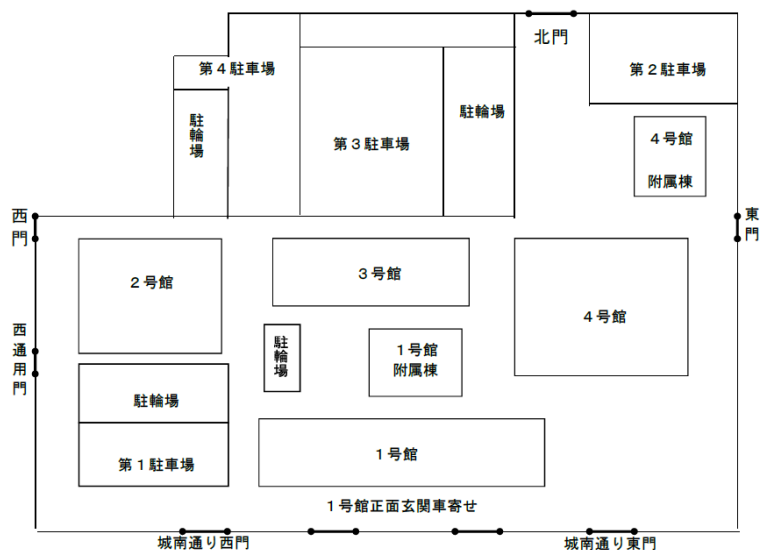 北門
第４駐車場
第２駐車場
駐輪場
第３駐車場
駐輪場
４号館
附属棟
西門
東門
２号館
３号館
４号館
西通用門
駐輪場
１号館
附属棟
駐輪場
第１駐車場
１号館
１号館正面玄関車寄せ
城南通り西門
城南通り東門